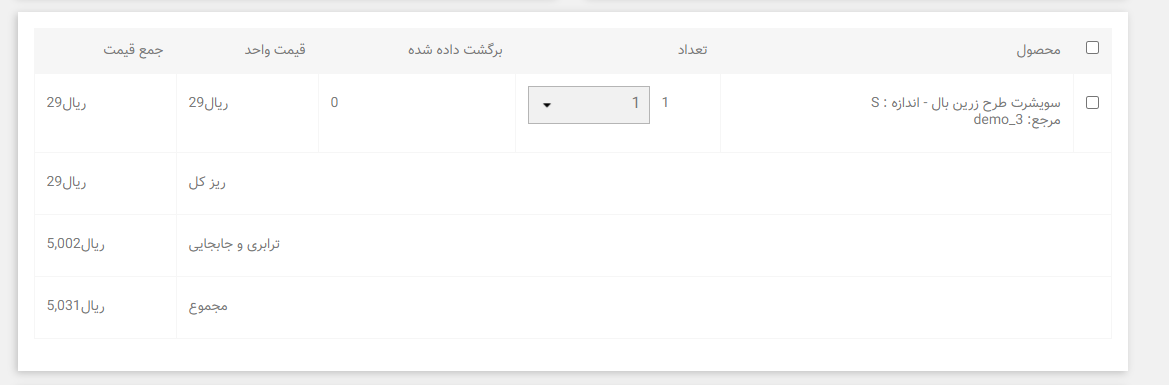 محصول تعداد برگشت داده شده قیمت واحد جمع قیمت
سویشرت طرح زرین بال - اندازه : S 1 1 0 ریال29 ریال29
مرجع: demo_3
ریز کل ریال29
ترابری و جابجایی ریال5,002
مجموع ریال5,031